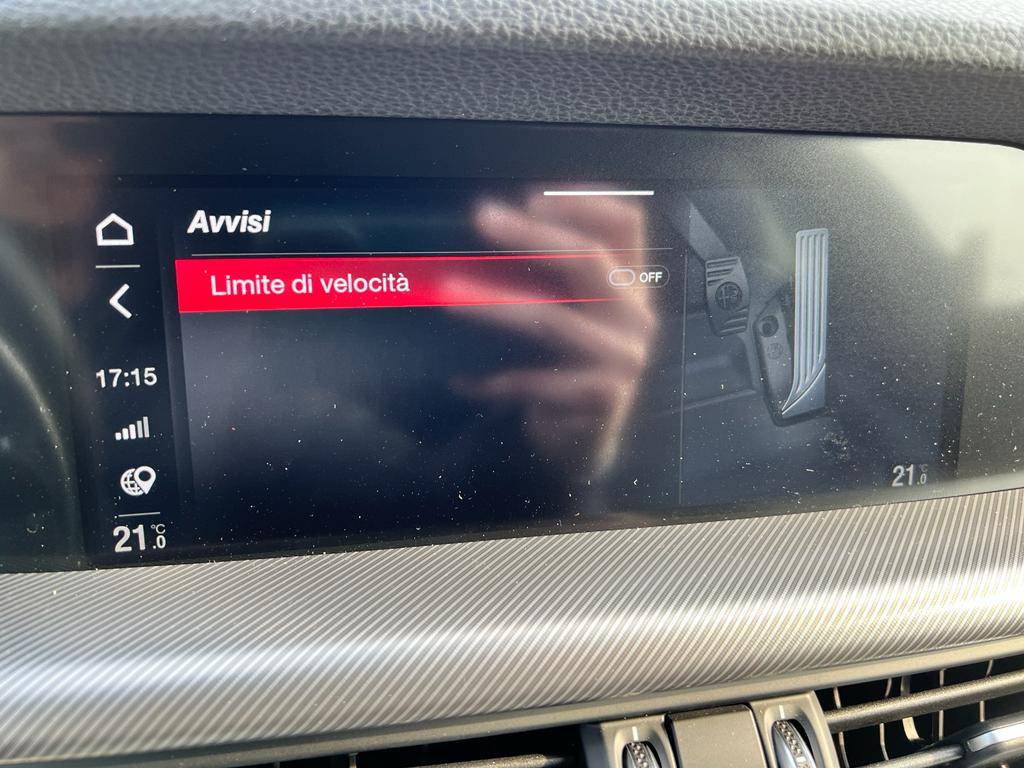 Avvisi
Limite di velocità OFF
17:15
21.0 °C
21.0 °C